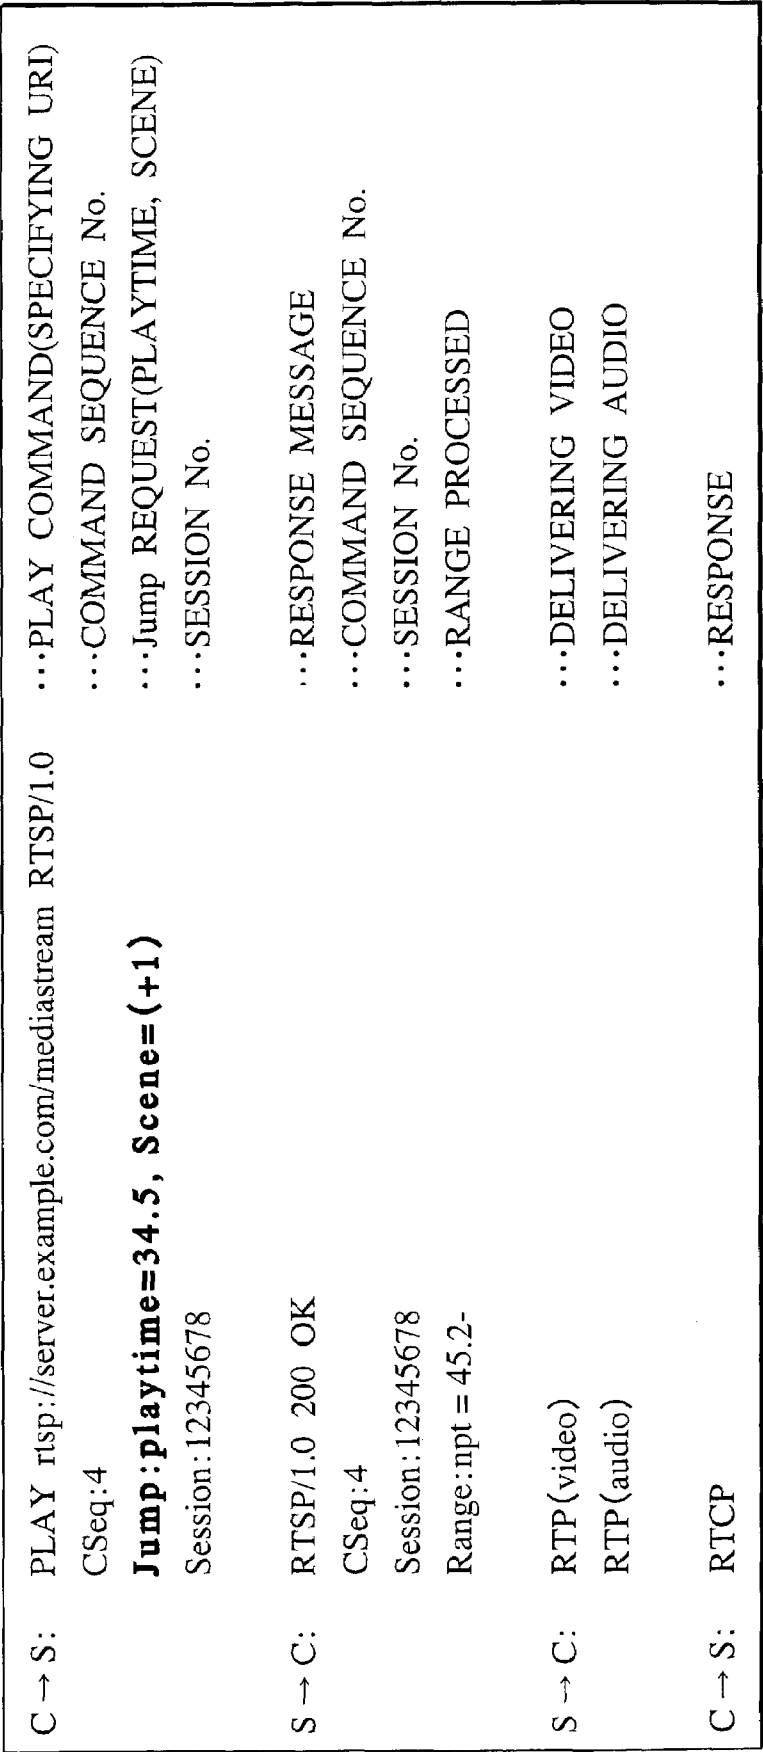 C → S: PLAY rtsp://server.example.com/mediastream RTSP/1.0 ···PLAY COMMAND(SPECIFYING URI)
CSeq:4 ···COMMAND SEQUENCE No.
Jump:playtime=34.5, Scene=(+1) ···Jump REQUEST(PLAYTIME, SCENE)
Session:12345678 ···SESSION No.
S → C: RTSP/1.0 200 OK ···RESPONSE MESSAGE
CSeq:4 ···COMMAND SEQUENCE No.
Session:12345678 ···SESSION No.
Range:npt = 45.2- ···RANGE PROCESSED
S → C: RTP(video) ···DELIVERING VIDEO
RTP(audio) ···DELIVERING AUDIO
C → S: RTCP ···RESPONSE